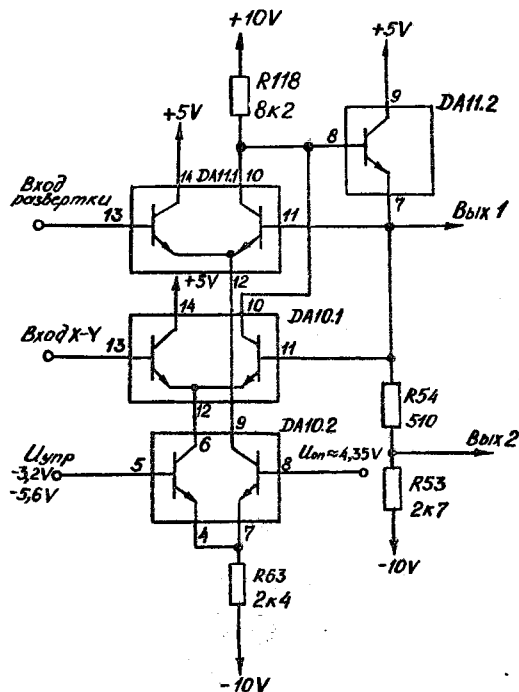 +10V
+5V
R118
8к2
DA11.2
9
+5V
8
14
DA11.1
10
7
Вход
развертки
13
11
Вых 1
12
+5V
14
10
DA10.1
Вход X-Y
13
11
R54
510
12
9
DA10.2
Uупр
-3,2V
-5,6V
5
6
8
Uоп≈4,35V
Вых 2
R53
2к7
4
7
-10V
R63
2к4
-10V